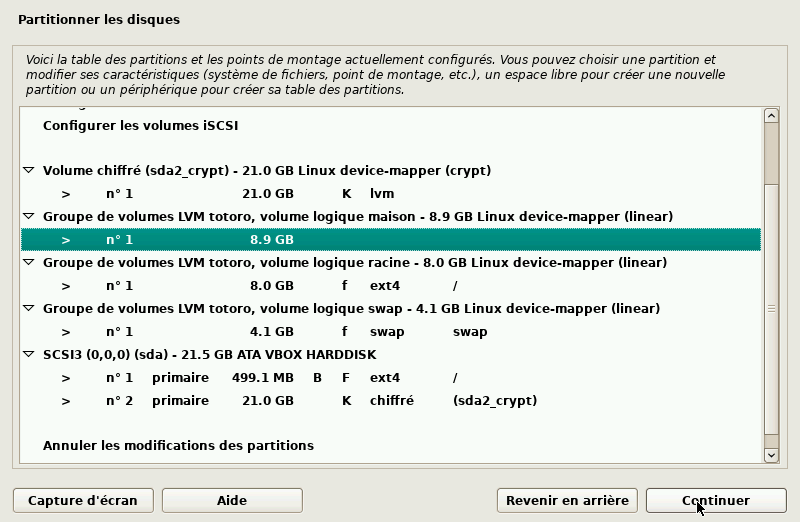 Partitionner les disques
Voici la table des partitions et les points de montage actuellement configurés. Vous pouvez choisir une partition et
modifier ses caractéristiques (système de fichiers, point de montage, etc.), un espace libre pour créer une nouvelle
partition ou un périphérique pour créer sa table des partitions.
Configurer les volumes iSCSI
Volume chiffré (sda2_crypt) - 21.0 GB Linux device-mapper (crypt)
> n° 1 21.0 GB K lvm
Groupe de volumes LVM totoro, volume logique maison - 8.9 GB Linux device-mapper (linear)
> n° 1 8.9 GB
Groupe de volumes LVM totoro, volume logique racine - 8.0 GB Linux device-mapper (linear)
> n° 1 8.0 GB f ext4 /
Groupe de volumes LVM totoro, volume logique swap - 4.1 GB Linux device-mapper (linear)
> n° 1 4.1 GB f swap swap
SCSI3 (0,0,0) (sda) - 21.5 GB ATA VBOX HARDDISK
> n° 1 primaire 499.1 MB B F ext4 /
> n° 2 primaire 21.0 GB K chiffré (sda2_crypt)
Annuler les modifications des partitions
Capture d'écran Aide Revenir en arrière Continuer